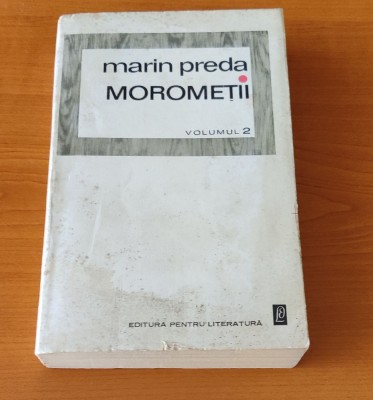 marin preda
MOROMEȚII
VOLUMUL 2
EDITURA PENTRU LITERATURĂ